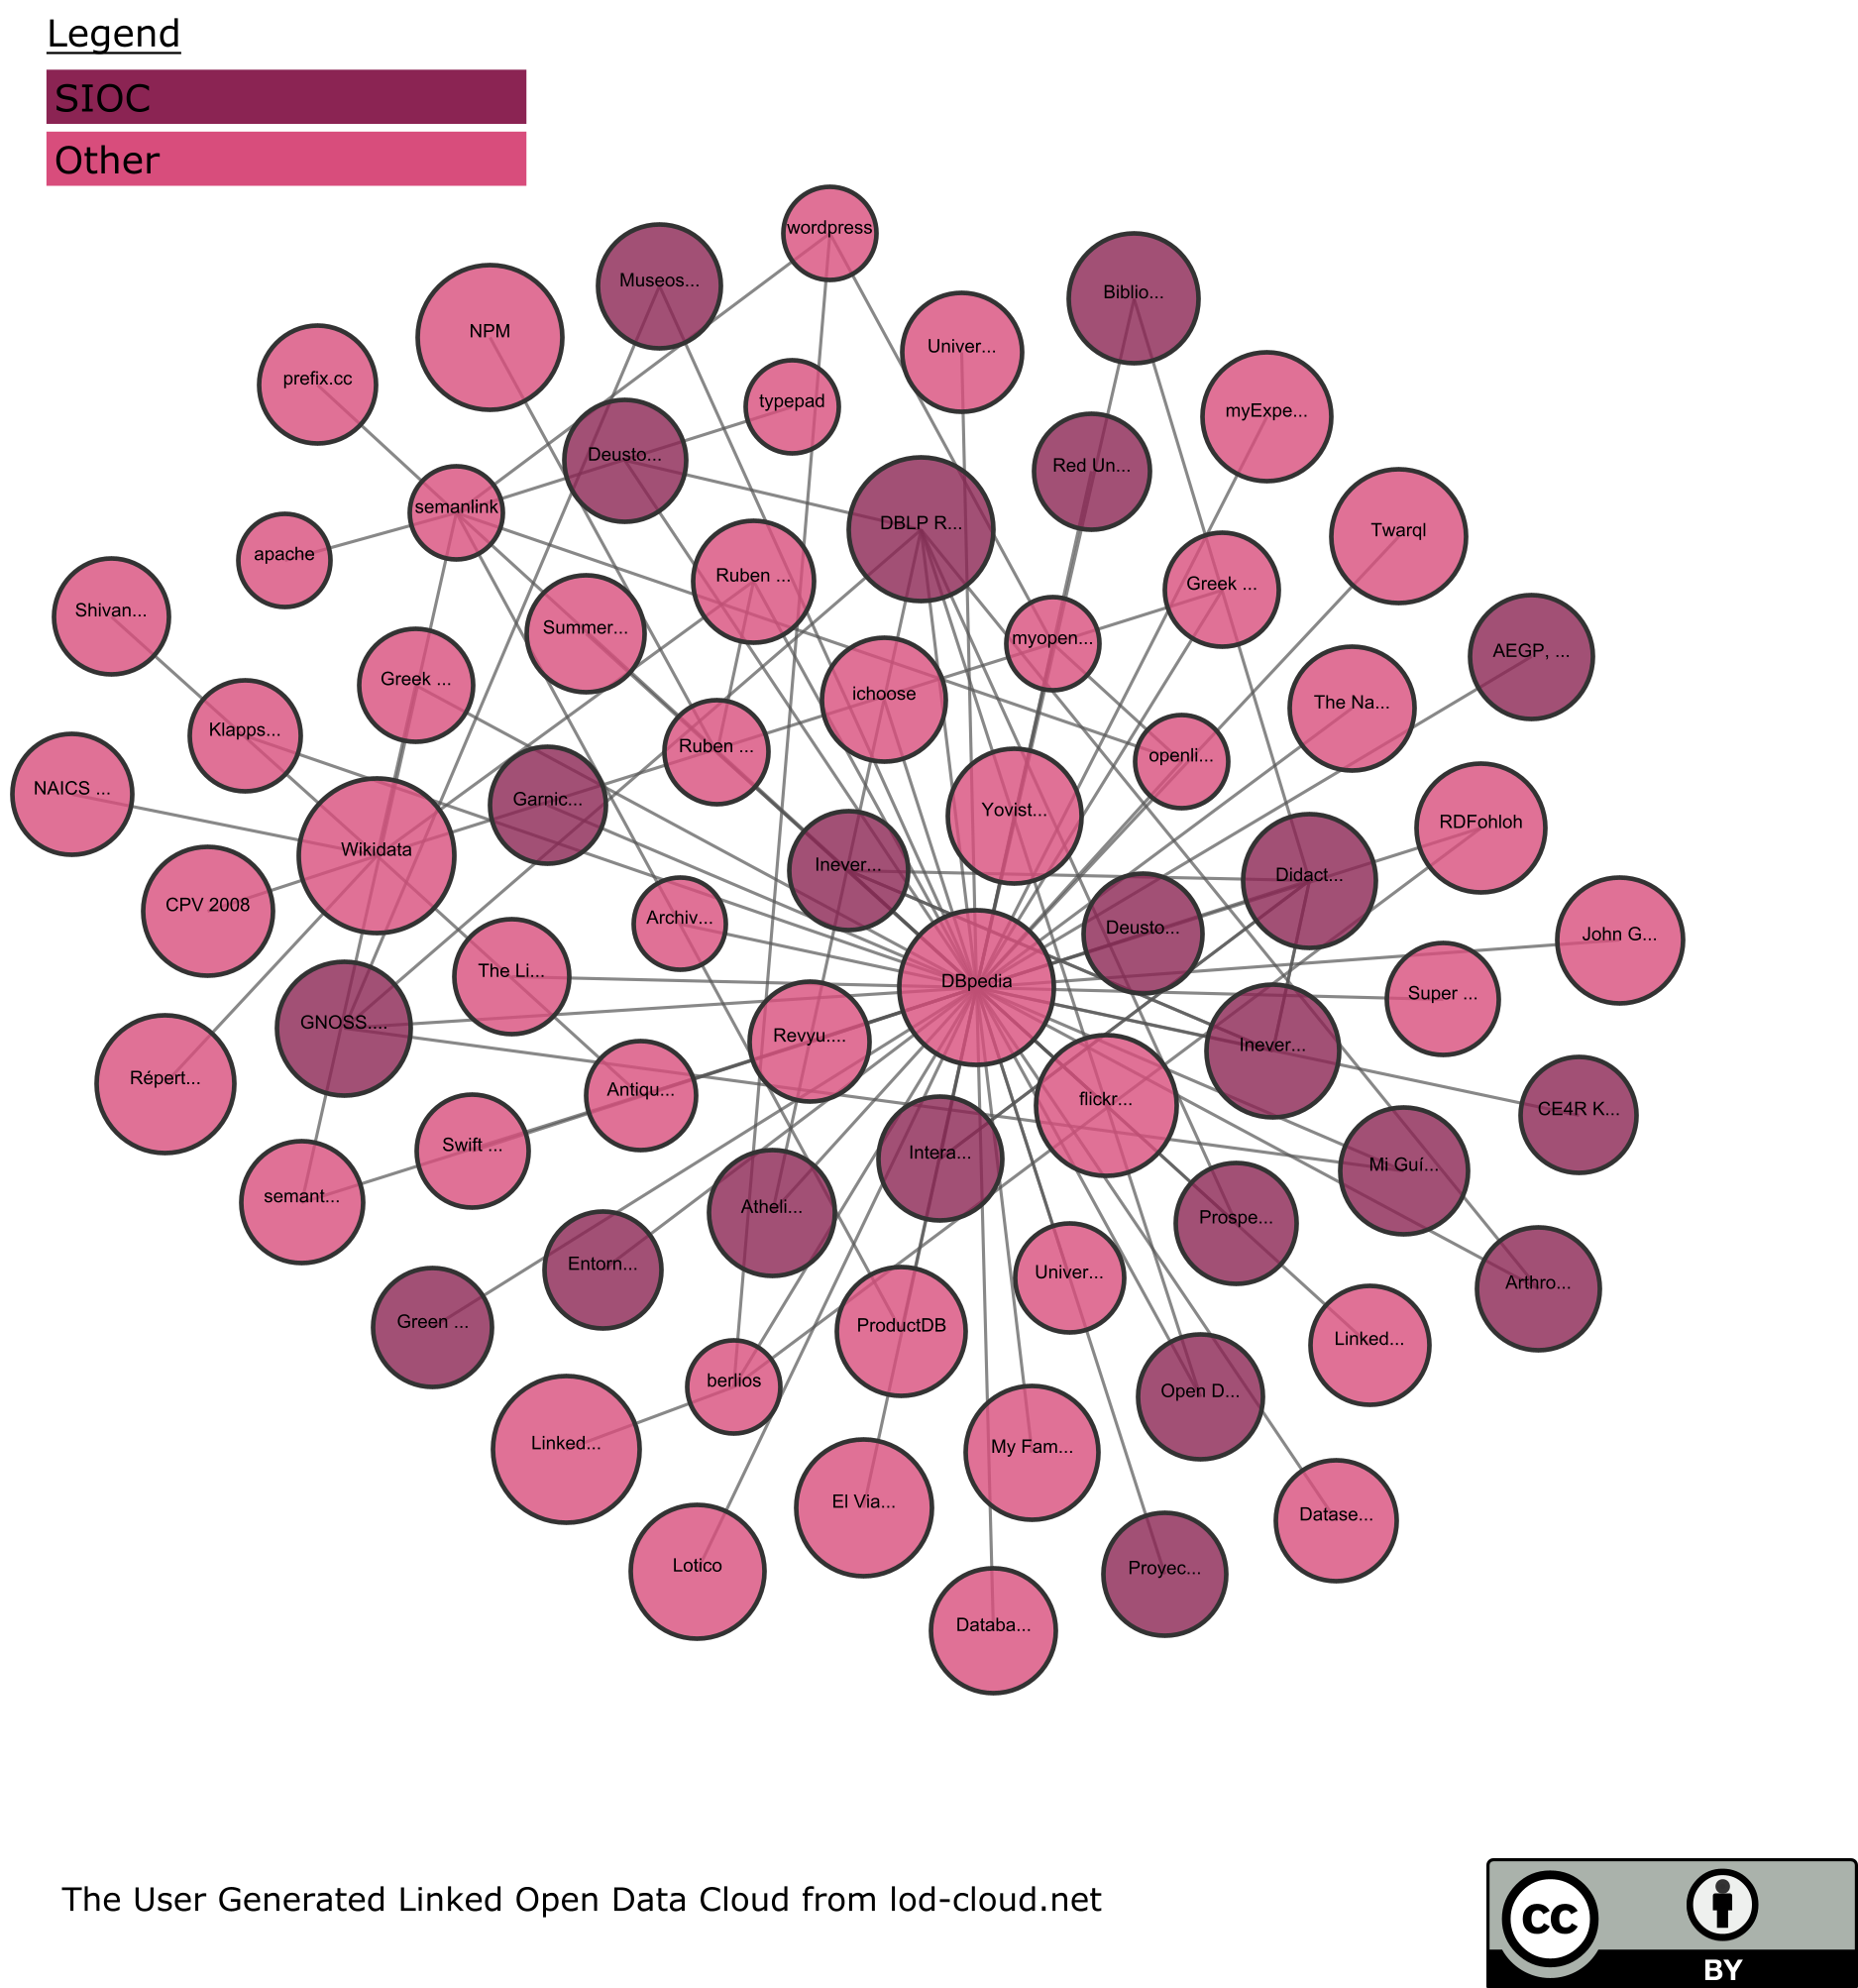 Legend
SIOC
Other
wordpress
Museos...
Biblio...
NPM
Univer...
prefix.cc
typepad
myExpe...
Deusto...
Red Un...
semanlink
DBLP R...
Twarql
apache
Ruben ...
Greek ...
Shivan...
Summer...
myopen...
AEGP, ...
Greek ...
ichoose
The Na...
Klapps...
Ruben ...
openli...
NAICS ...
Garnic...
Yovist...
RDFohloh
Wikidata
Inever...
Didact...
CPV 2008
Archiv...
Deusto...
John G...
The Li...
DBpedia
Super ...
GNOSS....
Revyu....
Inever...
Répert...
Antiqu...
flickr...
CE4R K...
Swift ...
Intera...
Mi Guí...
semant...
Atheli...
Prospe...
Entorn...
Univer...
Arthro...
Green ...
ProductDB
Linked...
berlios
Open D...
Linked...
My Fam...
El Via...
Datase...
Lotico
Proyec...
Databa...
The User Generated Linked Open Data Cloud from lod-cloud.net
cc
BY